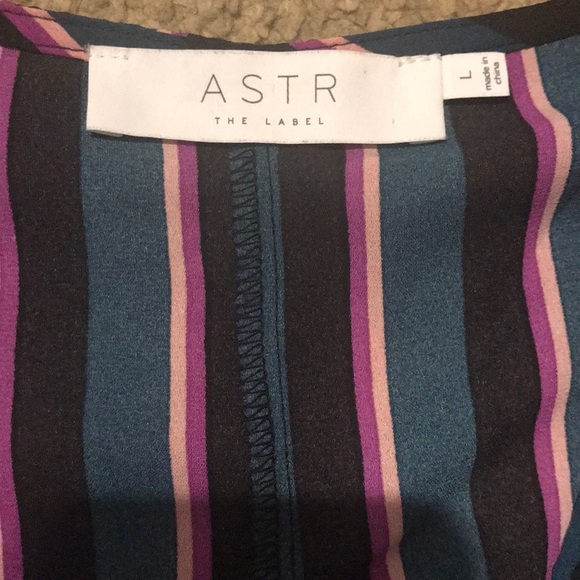 ASTR
THE LABEL
L
made in
china